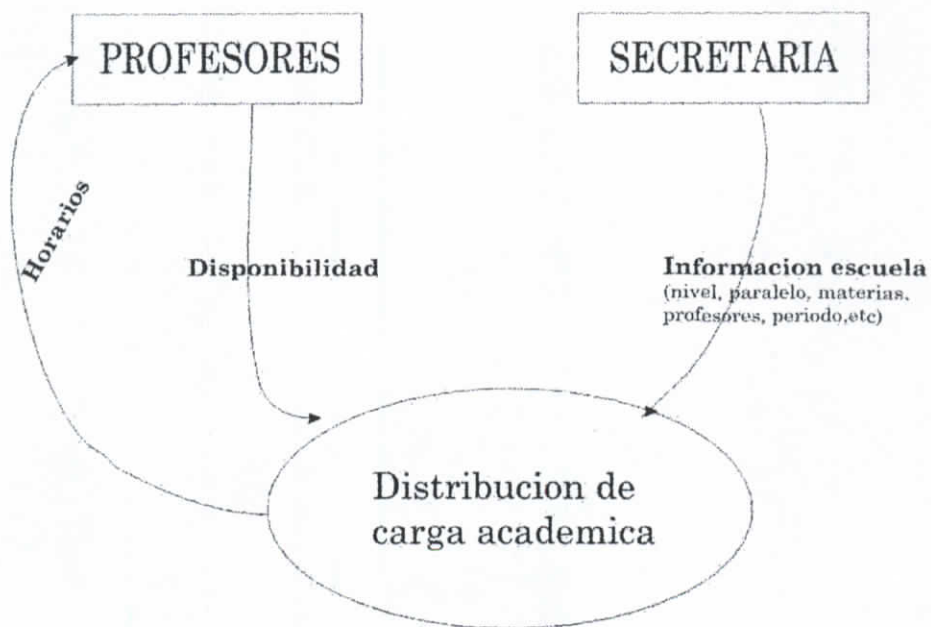 PROFESORES
SECRETARIA
Horarios
Disponibilidad
Informacion escuela
(nivel, paralelo, materias.
profesores, periodo,etc)
Distribucion de
carga academica